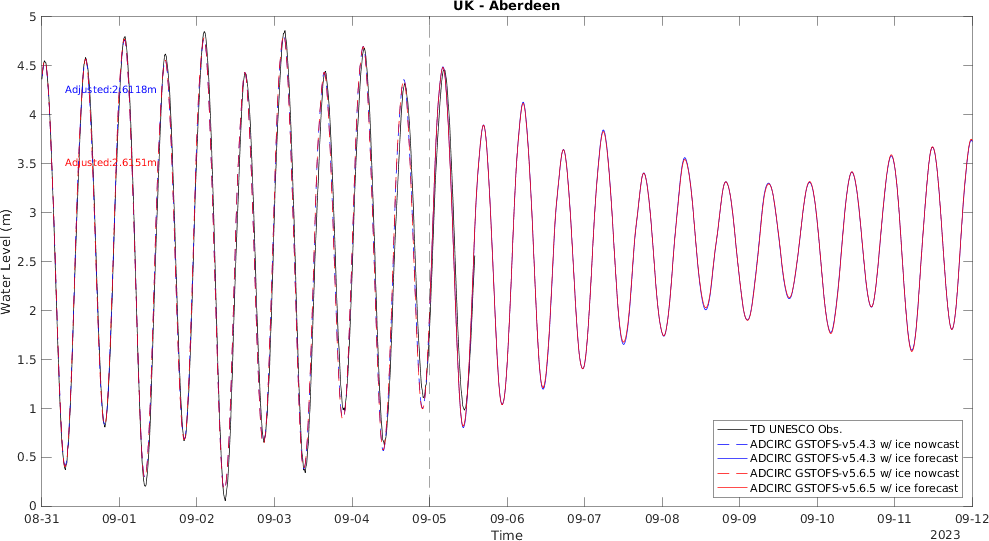 UK - Aberdeen
5
4.5
4
3.5
3
2.5
2
1.5
1
0.5
0
Water Level (m)
Adjusted:2.6118m
Adjusted:2.6151m
TD UNESCO Obs.
ADCIRC GSTOFS-v5.4.3 w/ ice nowcast
ADCIRC GSTOFS-v5.4.3 w/ ice forecast
ADCIRC GSTOFS-v5.6.5 w/ ice nowcast
ADCIRC GSTOFS-v5.6.5 w/ ice forecast
08-31 09-01 09-02 09-03 09-04 09-05 09-06 09-07 09-08 09-09 09-10 09-11 09-12
Time
2023